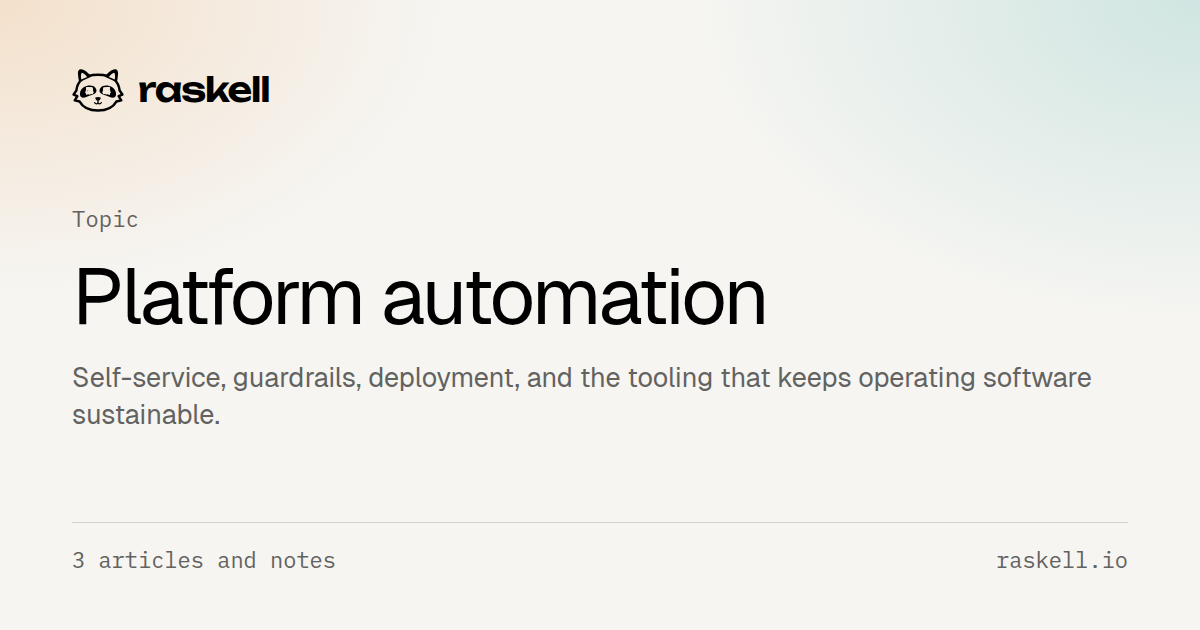 raskell
Topic
Platform automation
Self-service, guardrails, deployment, and the tooling that keeps operating software
sustainable.
3 articles and notes
raskell.io